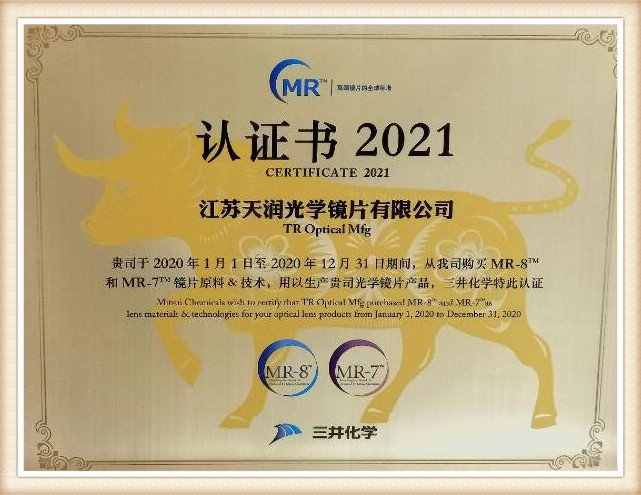 MR™ 高端镜片的全球标准
认证书 2021
CERTIFICATE 2021
江苏天润光学镜片有限公司
TR Optical Mfg
贵司于 2020 年 1 月 1 日至 2020 年 12 月 31 日期间，从我司购买 MR-8™
和 MR-7™ 镜片原料 & 技术，用以生产贵司光学镜片产品，三井化学特此认证
Mitsui Chemicals wish to certify that TR Optical Mfg purchased MR-8™ and MR-7™as
lens materials & technologies for your optical lens products from January 1, 2020 to December 31, 2020
MR-8™ MR-7™
三井化学